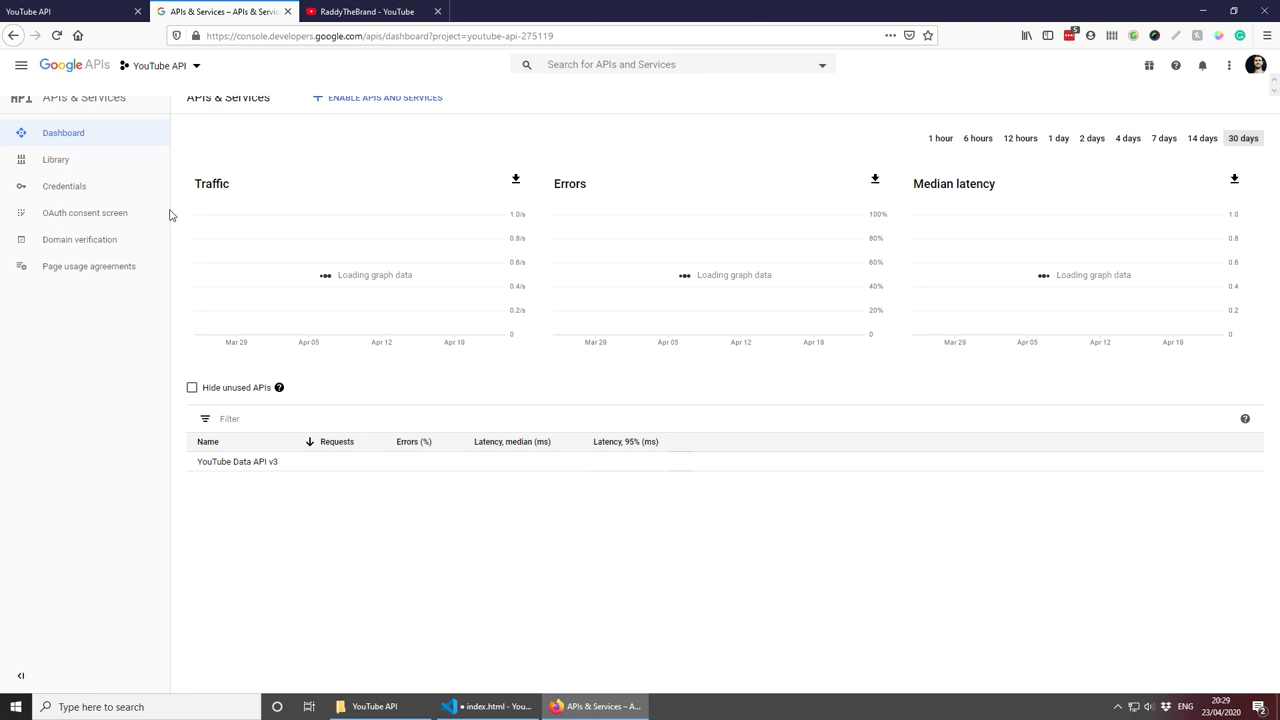 YouTube API
APIs & Services – APIs & Servic
RaddyTheBrand - YouTube
https://console.developers.google.com/apis/dashboard?project=youtube-api-275119
5
Google APIs
YouTube API
Search for APIs and Services
API APIs & Services
APIs & Services
ENABLE APIS AND SERVICES
Dashboard
Library
Credentials
OAuth consent screen
Domain verification
Page usage agreements
1 hour 6 hours 12 hours 1 day 2 days 4 days 7 days 14 days 30 days
Traffic
1.0/s
0.8/s
0.6/s
Loading graph data
0.4/s
0.2/s
0
Mar 29 Apr 05 Apr 12 Apr 19
Errors
100%
80%
60%
Loading graph data
40%
20%
0
Mar 29 Apr 05 Apr 12 Apr 19
Median latency
1.0
0.8
0.6
Loading graph data
0.4
0.2
0
Mar 29 Apr 05 Apr 12 Apr 19
Hide unused APIs
Filter
Name Requests Errors (%) Latency, median (ms) Latency, 95% (ms)
YouTube Data API v3
Type here to search
YouTube API
• index.html - You...
APIs & Services – A...
ENG
20:29
23/04/2020
2